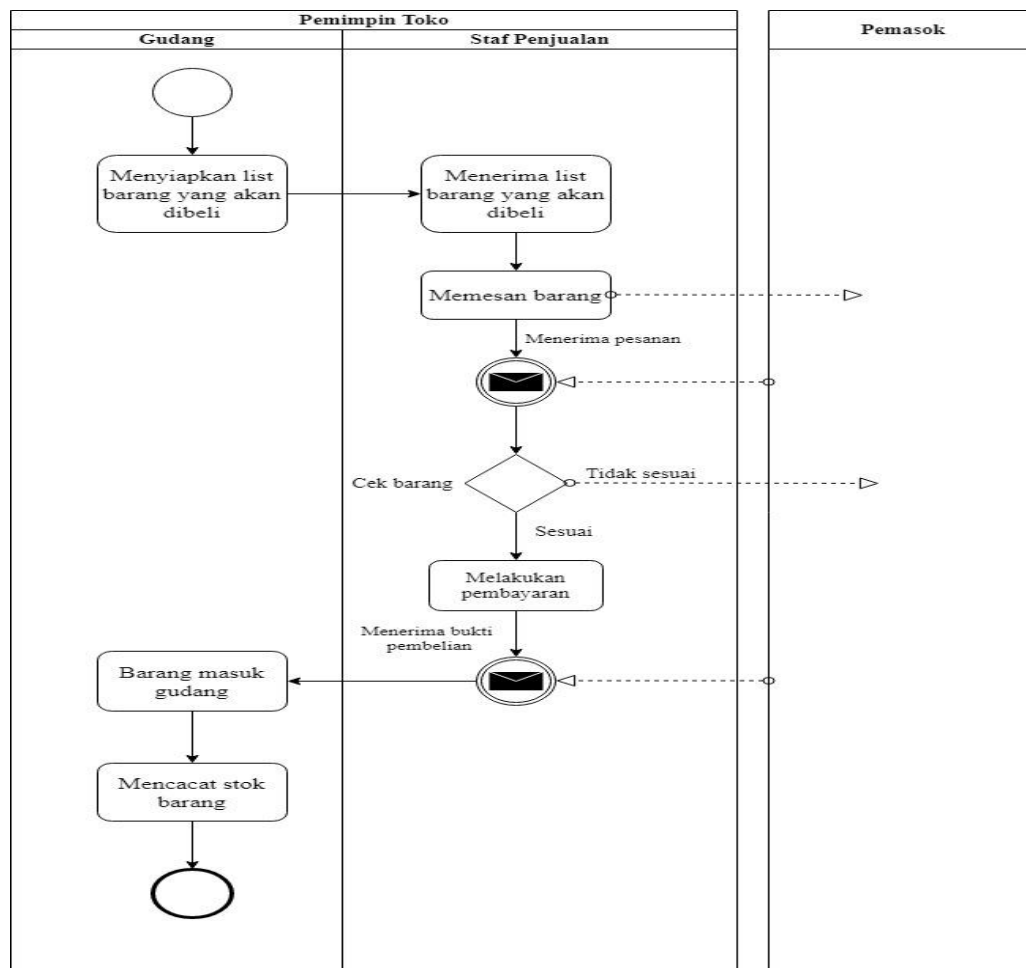 Pemimpin Toko
Gudang
Staf Penjualan
Pemasok
Menyiapkan list
barang yang akan
dibeli
Menerima list
barang yang akan
dibeli
Memesan barang
Menerima pesanan
Cek barang
Tidak sesuai
Sesuai
Melakukan
pembayaran
Menerima bukti
pembelian
Barang masuk
gudang
Mencacat stok
barang